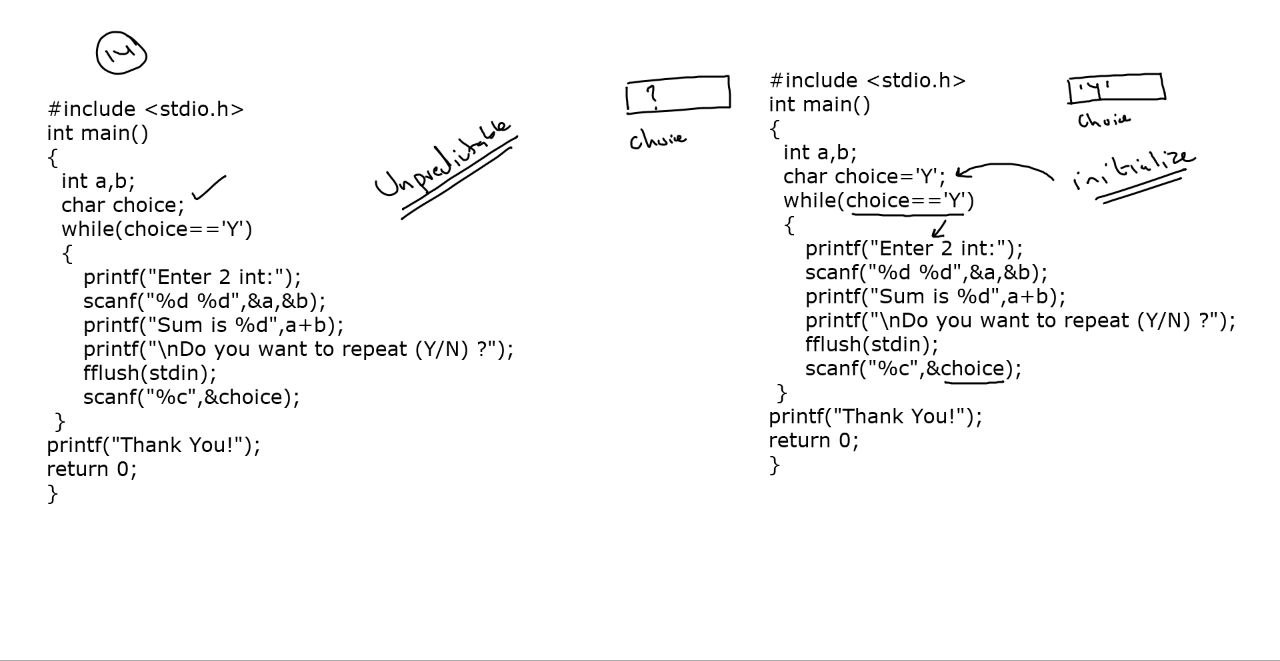 14
#include <stdio.h>
int main()
{
int a,b;
char choice;
while(choice=='Y')
{
printf("Enter 2 int:");
scanf("%d %d",&a,&b);
printf("Sum is %d",a+b);
printf("\nDo you want to repeat (Y/N) ?");
fflush(stdin);
scanf("%c",&choice);
}
printf("Thank You!");
return 0;
}
Unpredictable
?
choice
#include <stdio.h>
int main()
{
int a,b;
char choice='Y';
while(choice=='Y')
{
printf("Enter 2 int:");
scanf("%d %d",&a,&b);
printf("Sum is %d",a+b);
printf("\nDo you want to repeat (Y/N) ?");
fflush(stdin);
scanf("%c",&choice);
}
printf("Thank You!");
return 0;
}
'Y'
choice
initialize